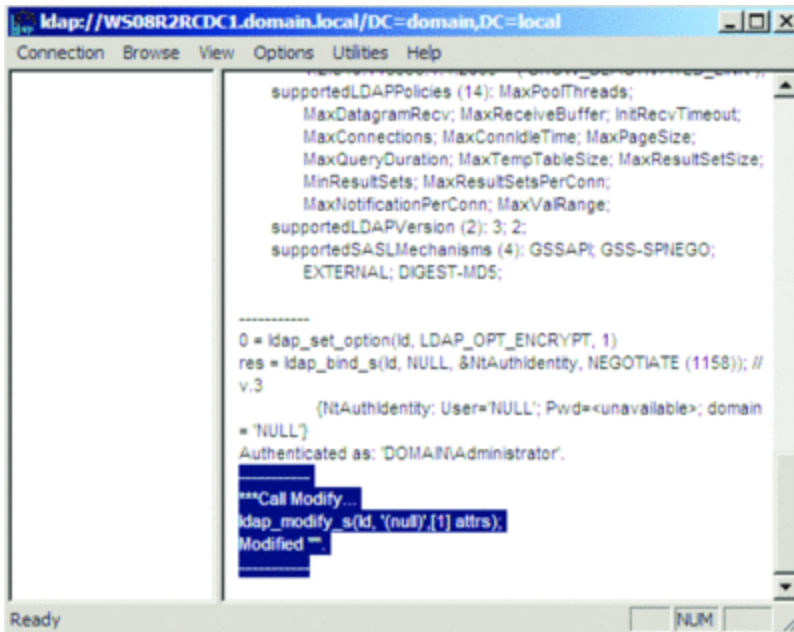 ldap://WS08R2RCDC1.domain.local/DC=domain,DC=local
Connection Browse View Options Utilities Help
supportedLDAPPolicies (14): MaxPoolThreads;
MaxDatagramRecv; MaxReceiveBuffer; InitRecvTimeout;
MaxConnections; MaxConnIdleTime; MaxPageSize;
MaxQueryDuration; MaxTempTableSize; MaxResultSetSize;
MinResultSets; MaxResultSetsPerConn;
MaxNotificationPerConn; MaxValRange;
supportedLDAPVersion (2): 3; 2;
supportedSASLMechanisms (4): GSSAPI; GSS-SPNEGO;
EXTERNAL; DIGEST-MD5;
-----------
0 = ldap_set_option(ld, LDAP_OPT_ENCRYPT, 1)
res = ldap_bind_s(ld, NULL, &NtAuthIdentity, NEGOTIATE (1158)); //
v.3
{NtAuthIdentity: User='NULL'; Pwd=<unavailable>; domain
= 'NULL'}
Authenticated as: 'DOMAIN\Administrator'.
-----------
***Call Modify...
ldap_modify_s(ld, '(null)',[1] attrs);
Modified "".
-----------
Ready
NUM